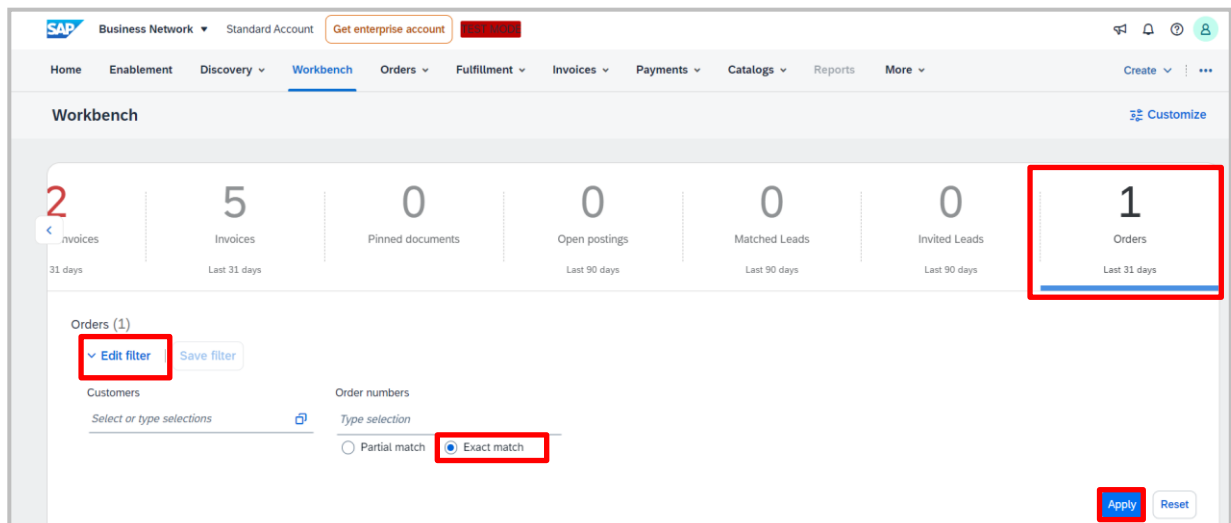 SAP Business Network Standard Account Get enterprise account TEST MODE
Home Enablement Discovery Workbench Orders Fulfillment Invoices Payments Catalogs Reports More Create
Workbench Customize
2 5 0 0 0 0 1
Invoices Invoices Pinned documents Open postings Matched Leads Invited Leads Orders
31 days Last 31 days Last 90 days Last 90 days Last 90 days Last 31 days
Orders (1)
Edit filter Save filter
Customers Order numbers
Select or type selections Type selection
Partial match Exact match
Apply Reset